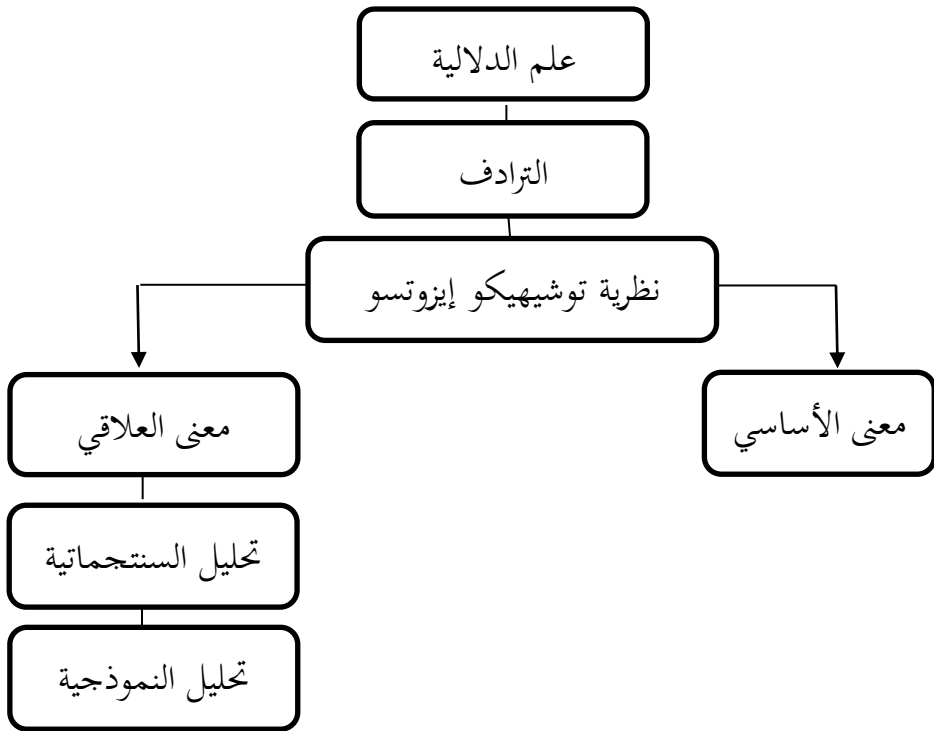 علم الدلالية
الترادف
نظرية توشيهيكو إيزوتسو
معنى الأساسي
معنى العلاقي
تحليل السنتجماتية
تحليل النموذجية